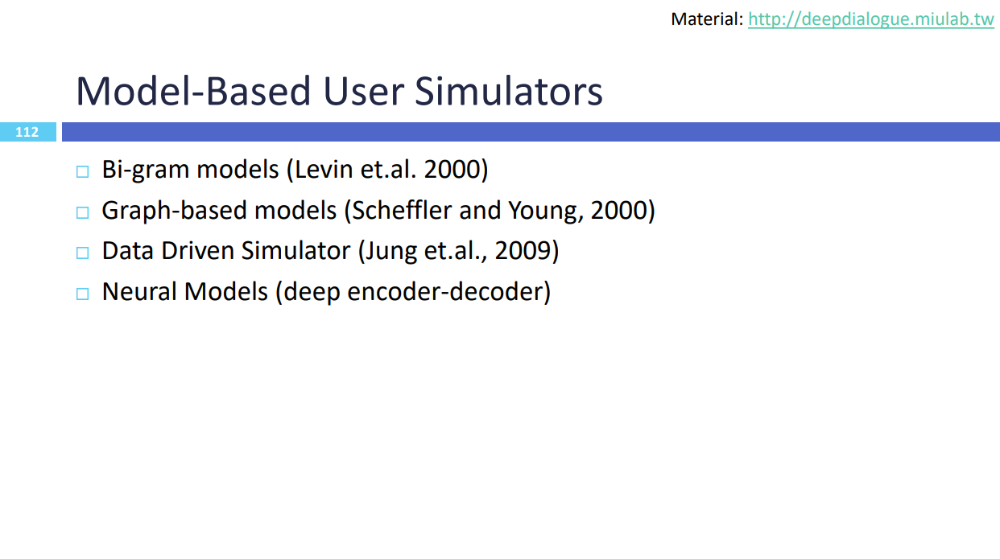 Material: http://deepdialogue.miulab.tw
Model-Based User Simulators
112
Bi-gram models (Levin et.al. 2000)
Graph-based models (Scheffler and Young, 2000)
Data Driven Simulator (Jung et.al., 2009)
Neural Models (deep encoder-decoder)